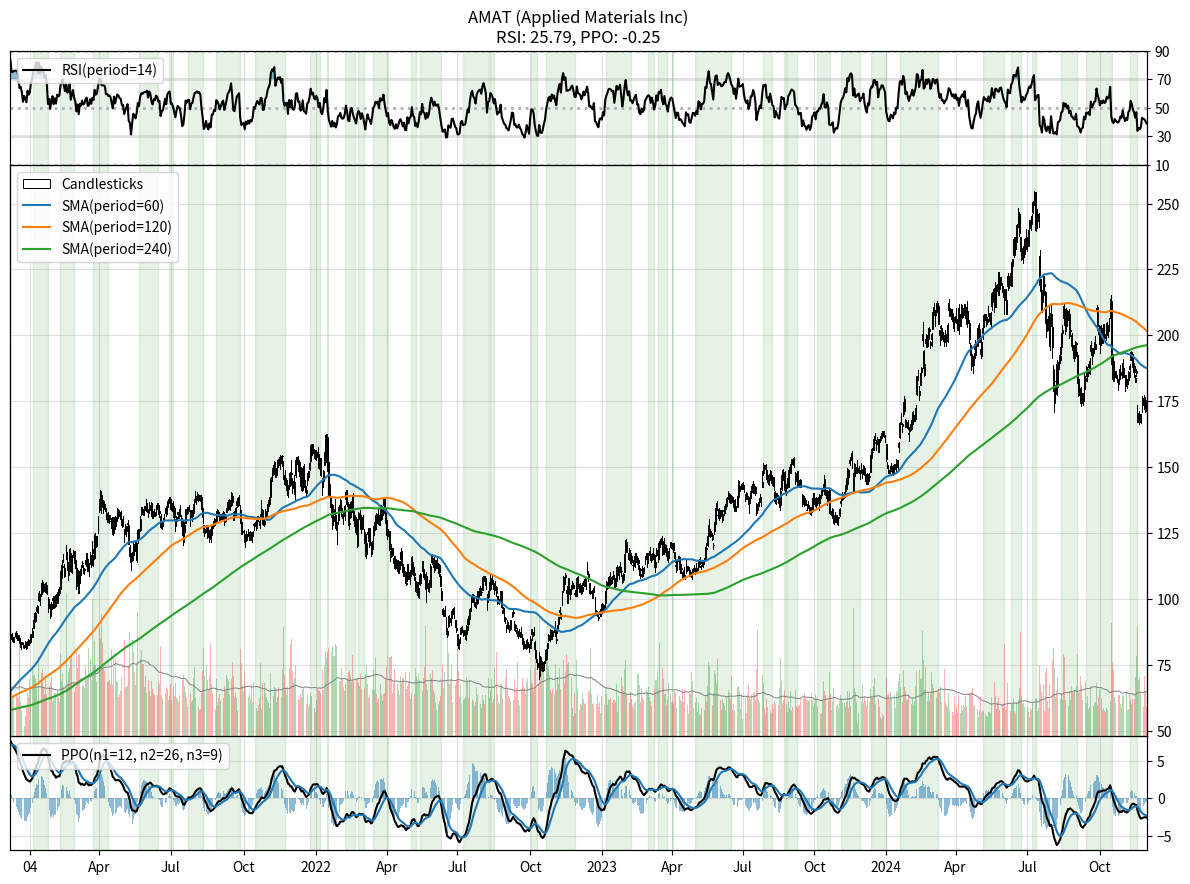 AMAT (Applied Materials Inc)
RSI: 25.79, PPO: -0.25
RSI(period=14)
90
70
50
30
10
Candlesticks
SMA(period=60)
SMA(period=120)
SMA(period=240)
250
225
200
175
150
125
100
75
50
PPO(n1=12, n2=26, n3=9)
5
0
−5
04 Apr Jul Oct 2022 Apr Jul Oct 2023 Apr Jul Oct 2024 Apr Jul Oct